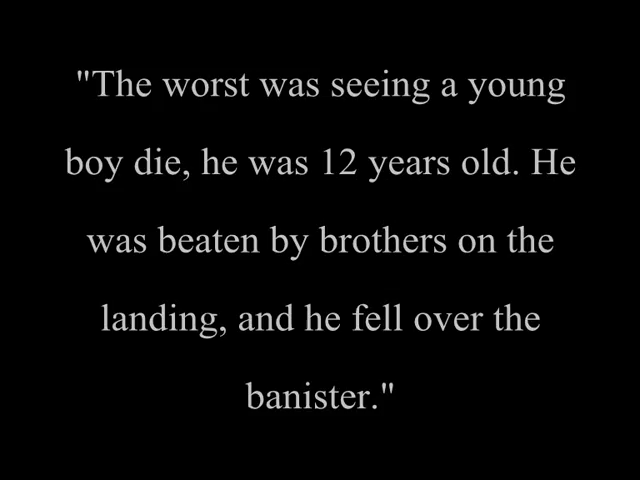 "The worst was seeing a young
boy die, he was 12 years old. He
was beaten by brothers on the
landing, and he fell over the
banister."